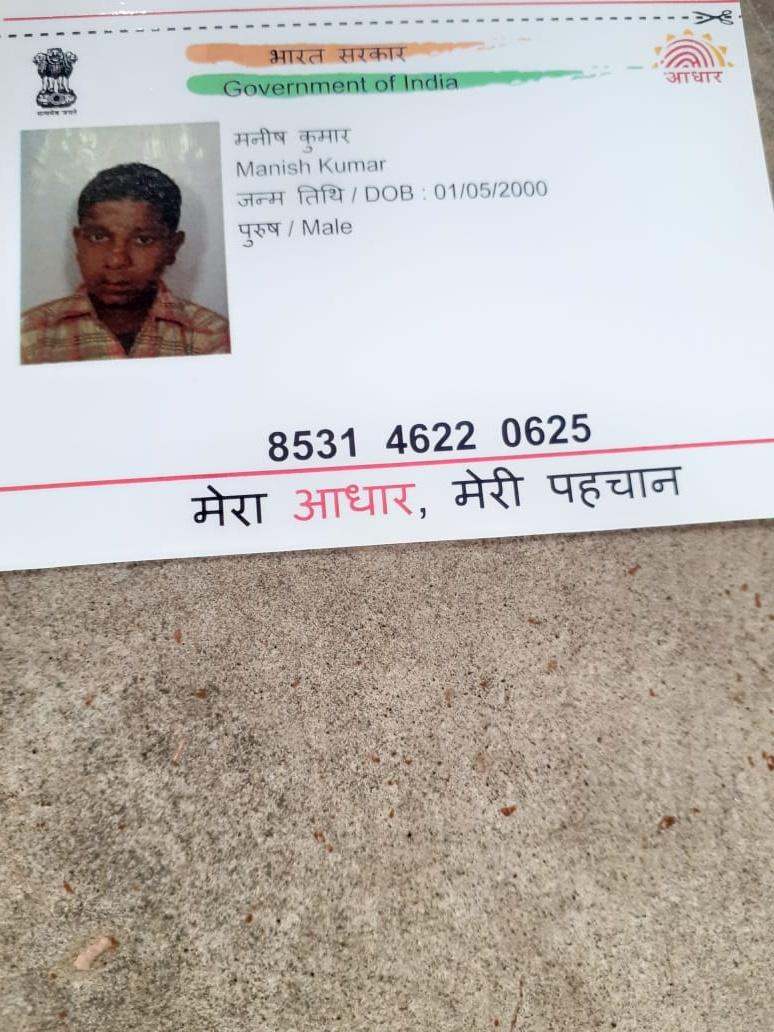 सत्यमेव जयते
भारत सरकार
Government of India
आधार
मनीष कुमार
Manish Kumar
जन्म तिथि / DOB : 01/05/2000
पुरुष / Male
8531 4622 0625
मेरा आधार, मेरी पहचान